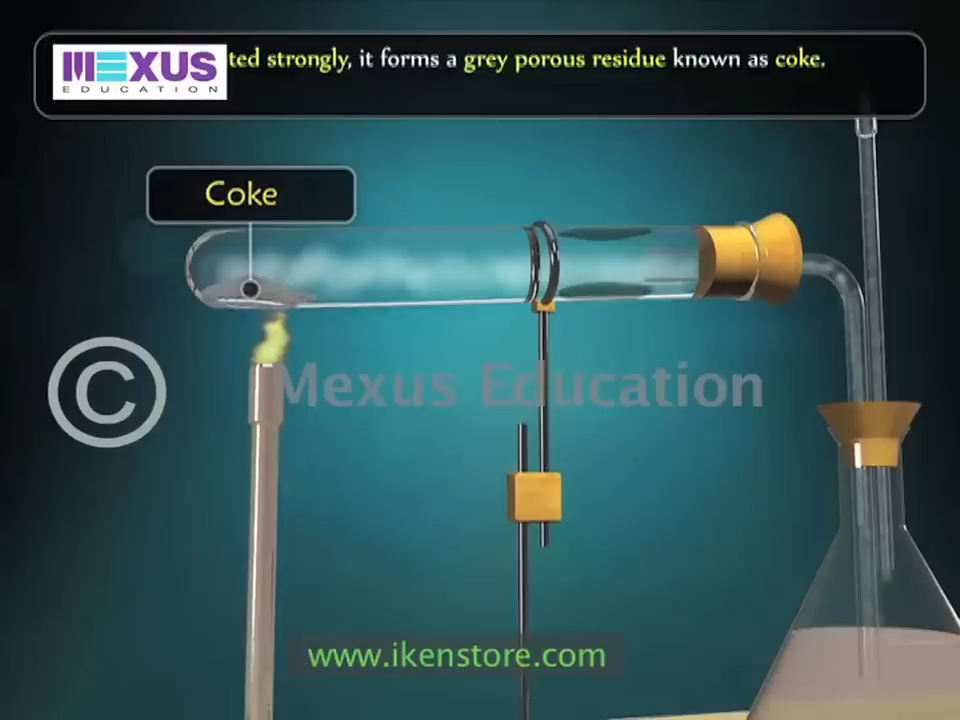 ted strongly, it forms a grey porous residue known as coke.
MEXUS
EDUCATION
Coke
© Mexus Education
www.ikenstore.com